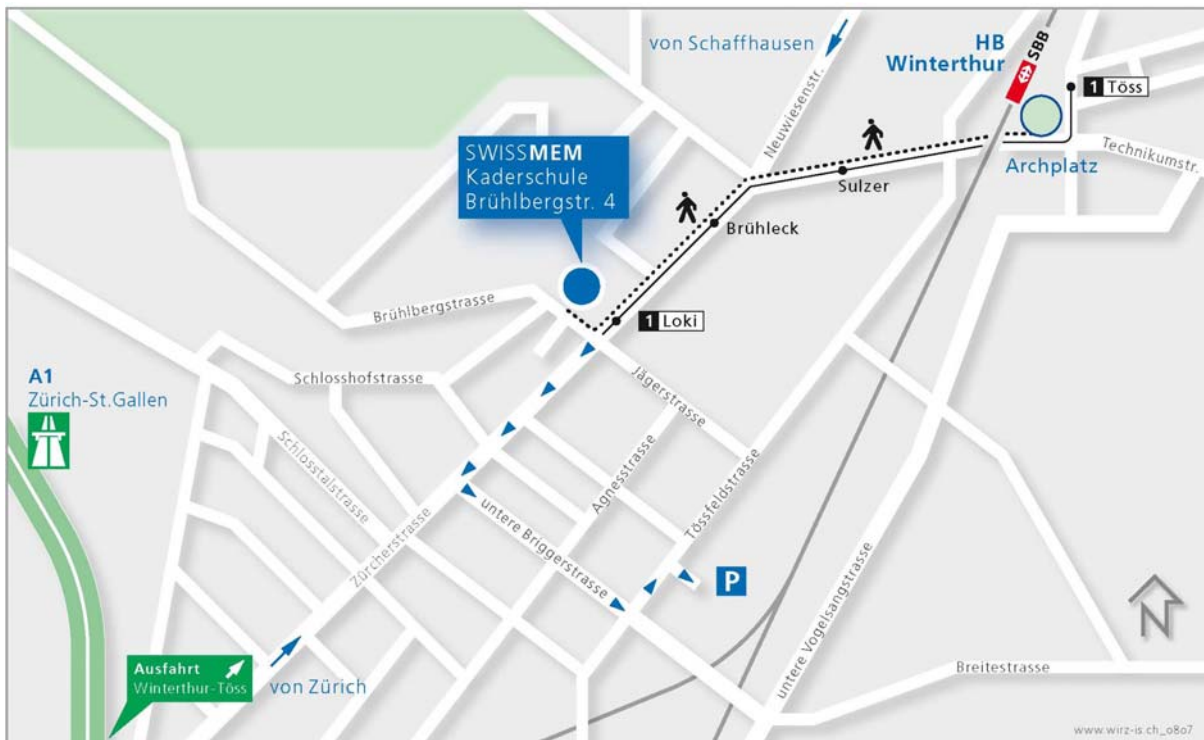 von Schaffhausen
HB
Winterthur
SBB
1 Töss
Neuwiesenstr.
SWISSMEM
Kaderschule
Brühlbergstr. 4
Technikumstr.
Archplatz
Sulzer
Brühleck
Brühlbergstrasse
1 Loki
A1
Zürich-St.Gallen
Schlosshofstrasse
Jägerstrasse
Schlosstalstrasse
Agnesstrasse
Tössfeldstrasse
Zürcherstrasse
untere Briggerstrasse
P
untere Vogelsangstrasse
N
Ausfahrt
Winterthur-Töss
von Zürich
Breitestrasse
www.wirz-is.ch_0807